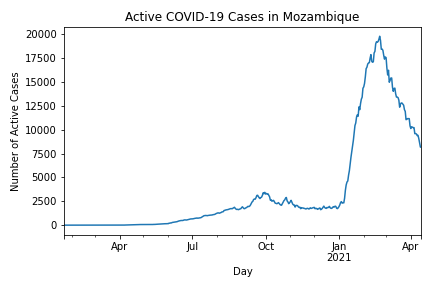 Active COVID-19 Cases in Mozambique
20000
17500
15000
12500
10000
7500
5000
2500
0
Number of Active Cases
Apr
Jul
Oct
Jan
2021
Apr
Day